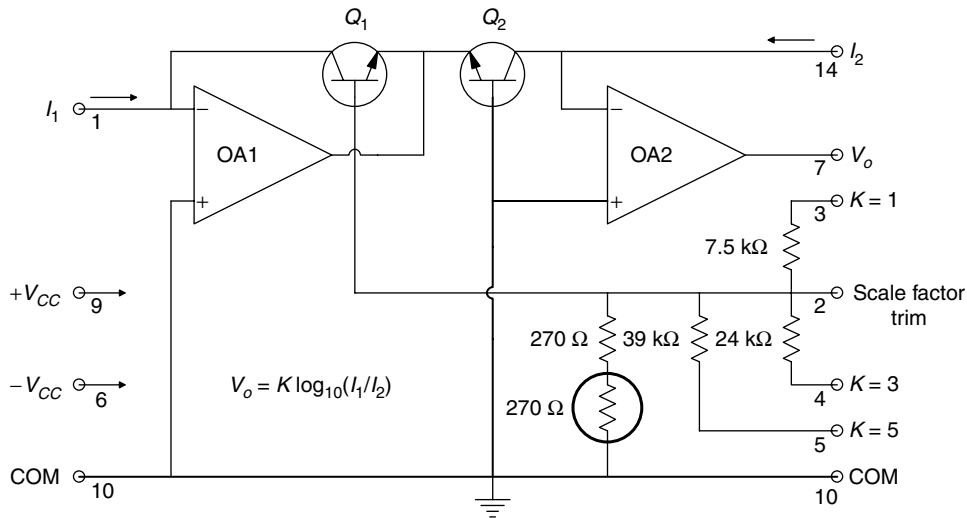 Q1 Q2
I2
14
I1
1
OA1
OA2
7
Vo
K = 1
3
7.5 kΩ
+VCC
9
2
Scale factor
trim
270 Ω 39 kΩ 24 kΩ
−VCC
6
Vo = K log10(I1/I2)
270 Ω
K = 3
4
K = 5
5
COM
10
COM
10